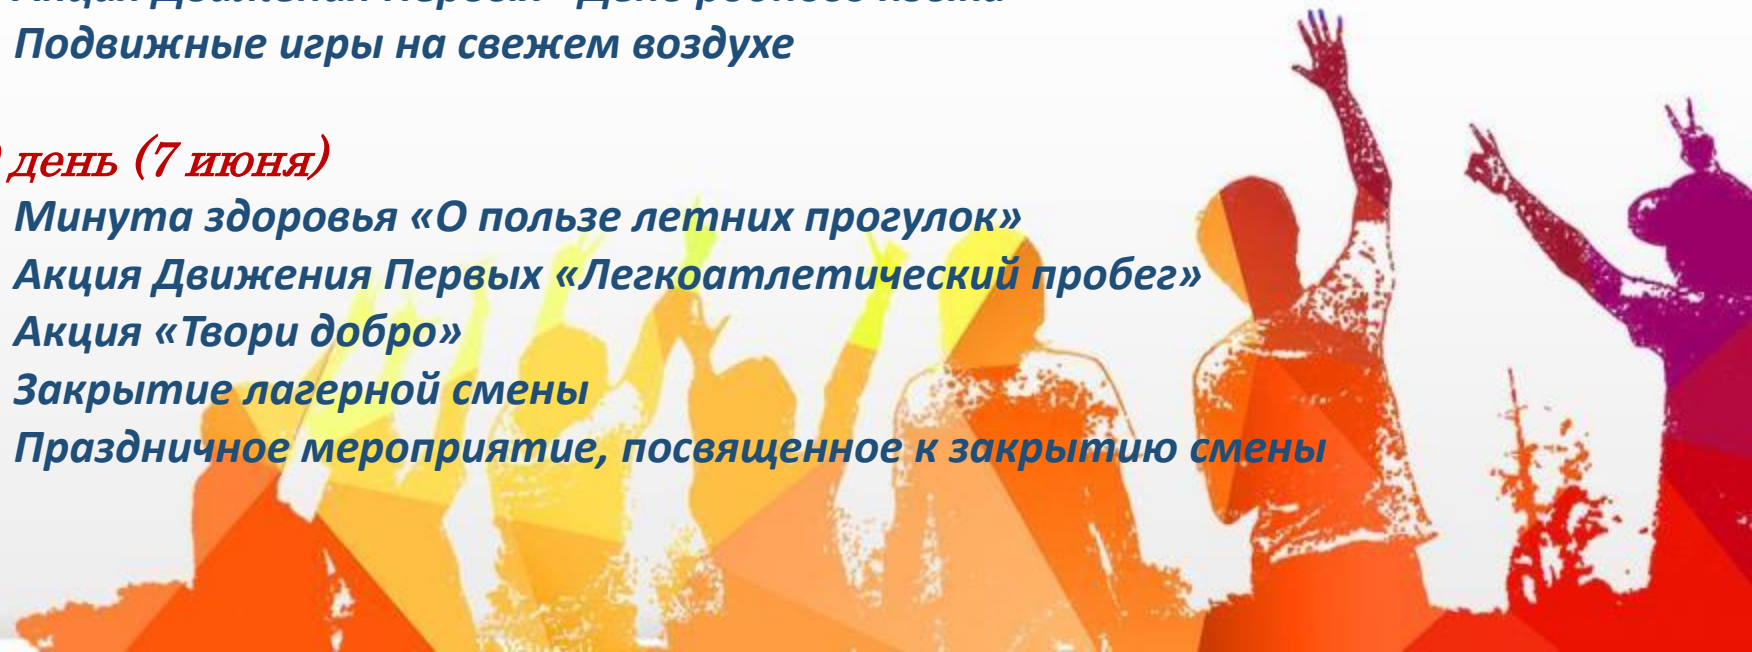 Подвижные игры на свежем воздухе
день (7 июня)
Минута здоровья «О пользе летних прогулок»
Акция Движения Первых «Легкоатлетический пробег»
Акция «Твори добро»
Закрытие лагерной смены
Праздничное мероприятие, посвященное к закрытию смены